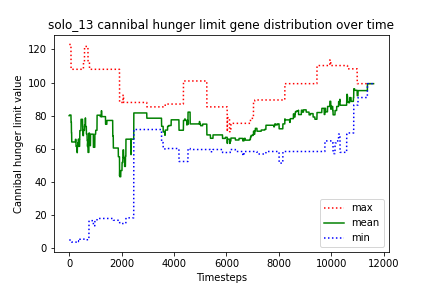 solo_13 cannibal hunger limit gene distribution over time
Cannibal hunger limit value
120
100
80
60
40
20
0
max
mean
min
0
2000
4000
6000
8000
10000
12000
Timesteps